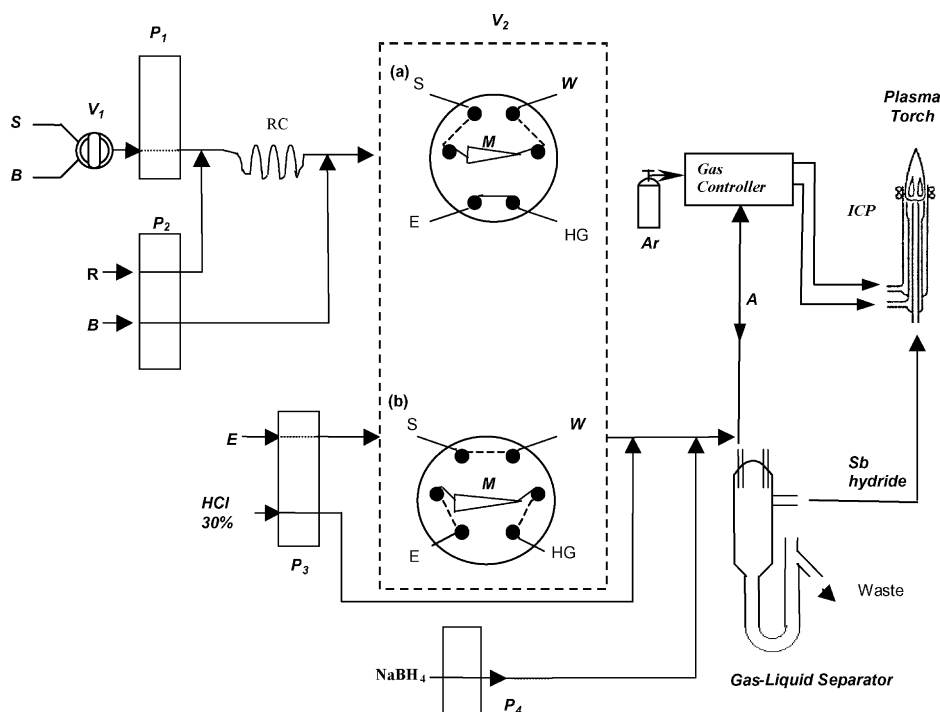 P1
V2
(a)
S
W
M
E
HG
V1
S
B
RC
P2
R
B
Plasma
Torch
Gas
Controller
ICP
Ar
A
(b)
S
W
M
E
HG
E
HCl
30%
P3
Sb
hydride
Waste
NaBH4
P4
Gas-Liquid Separator